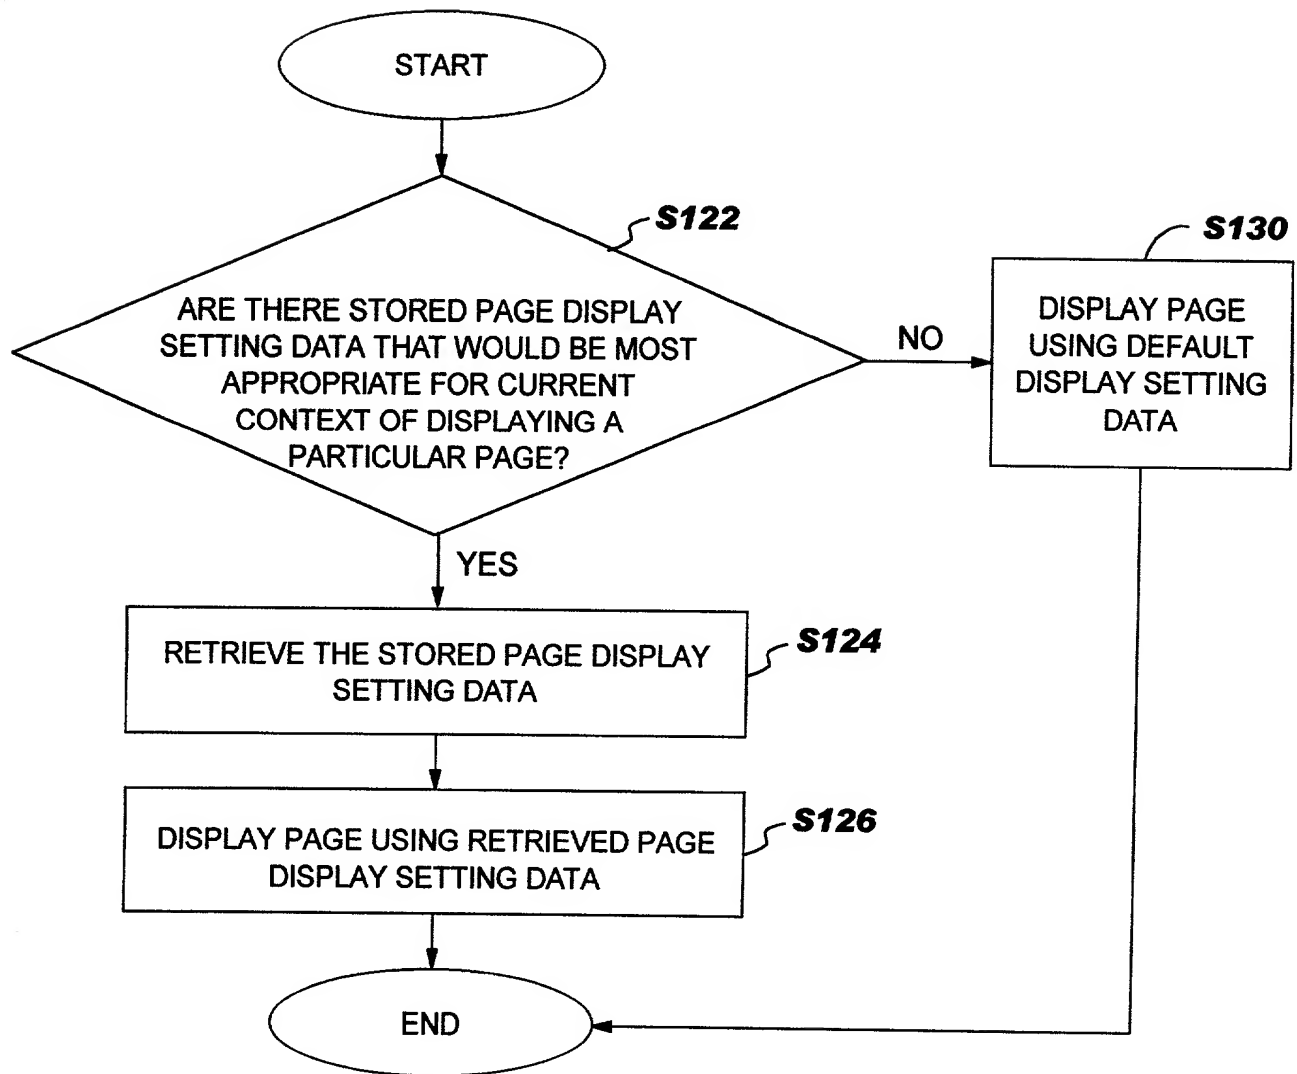 START
S122
ARE THERE STORED PAGE DISPLAY
SETTING DATA THAT WOULD BE MOST
APPROPRIATE FOR CURRENT
CONTEXT OF DISPLAYING A
PARTICULAR PAGE?
NO
S130
DISPLAY PAGE
USING DEFAULT
DISPLAY SETTING
DATA
YES
S124
RETRIEVE THE STORED PAGE DISPLAY
SETTING DATA
S126
DISPLAY PAGE USING RETRIEVED PAGE
DISPLAY SETTING DATA
END